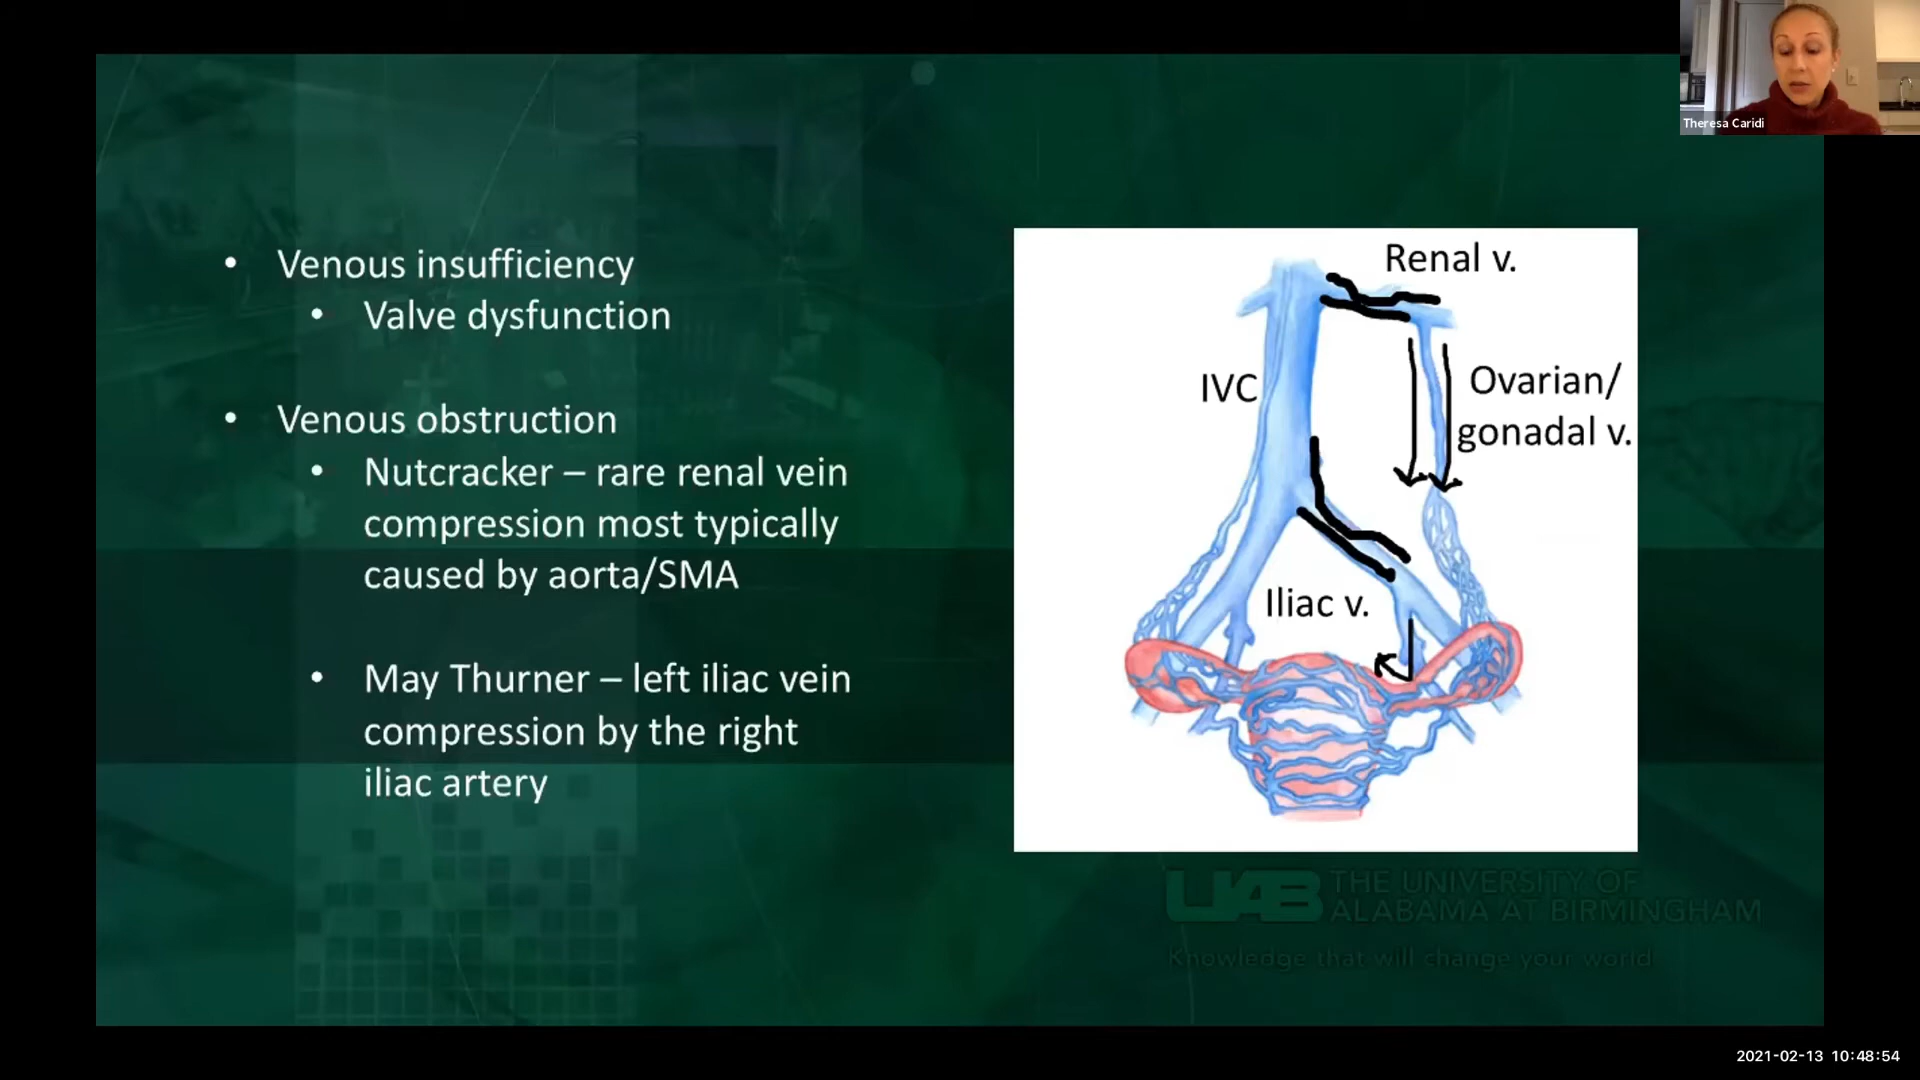 Theresa Caridi
• Venous insufficiency
• Valve dysfunction
• Venous obstruction
• Nutcracker – rare renal vein
compression most typically
caused by aorta/SMA
• May Thurner – left iliac vein
compression by the right
iliac artery
Renal v.
IVC
Ovarian/
gonadal v.
Iliac v.
UAB THE UNIVERSITY OF
ALABAMA AT BIRMINGHAM
Knowledge that will change your world
2021-02-13 10:48:54